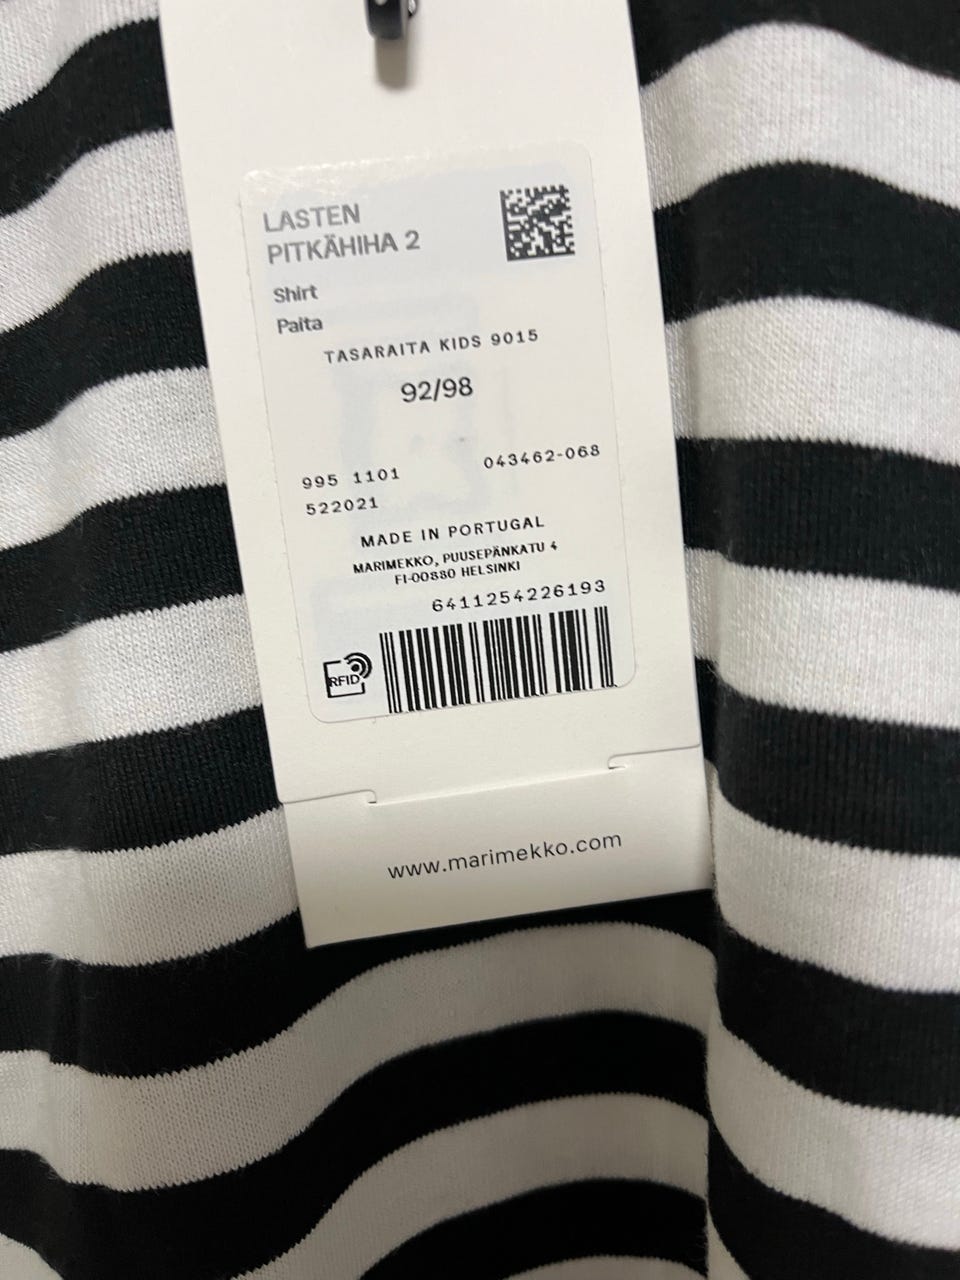 LASTEN
PITKÄHIHA 2
Shirt
Paita
TASARAITA KIDS 9015
92/98
995 1101
043462-068
522021
MADE IN PORTUGAL
MARIMEKKO, PUUSEPÄNKATU 4
FI-00880 HELSINKI
6411254226193
RFID
www.marimekko.com